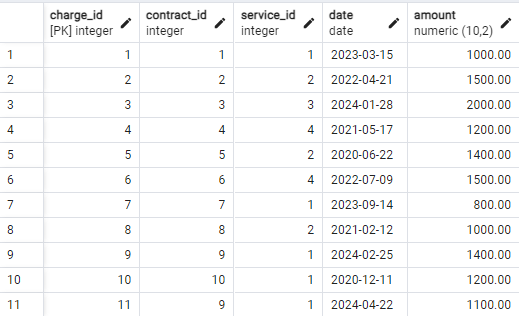 charge_id contract_id service_id date amount
[PK] integer integer integer date numeric (10,2)
1 1 1 1 2023-03-15 1000.00
2 2 2 2 2022-04-21 1500.00
3 3 3 3 2024-01-28 2000.00
4 4 4 4 2021-05-17 1200.00
5 5 5 2 2020-06-22 1400.00
6 6 6 4 2022-07-09 1500.00
7 7 7 1 2023-09-14 800.00
8 8 8 2 2021-02-12 1000.00
9 9 9 1 2024-02-25 1400.00
10 10 10 1 2020-12-11 1200.00
11 11 9 1 2024-04-22 1100.00